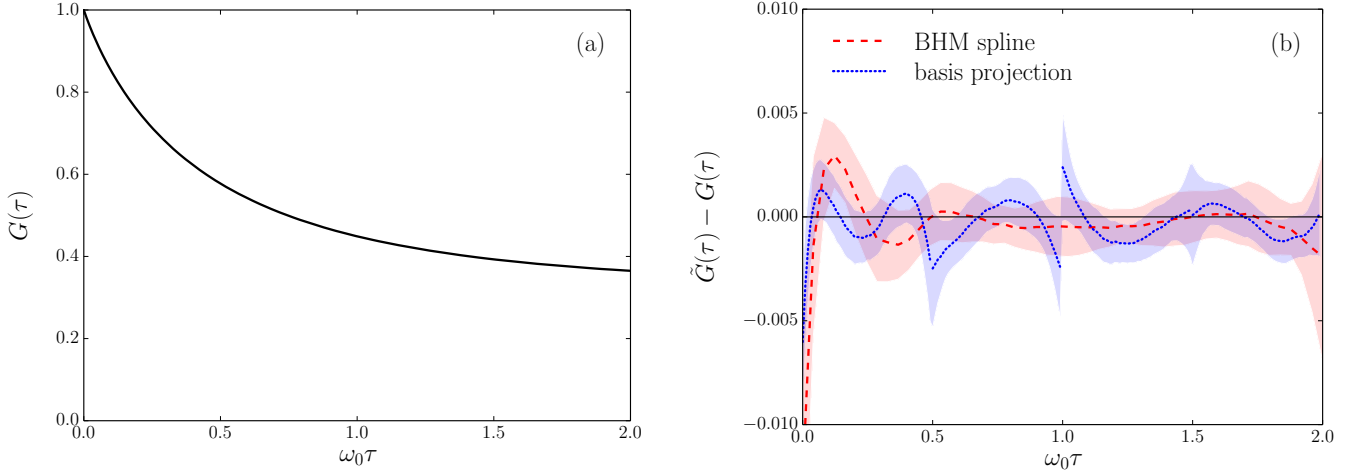 1.0
0.8
0.6
0.4
0.2
0.0
G(τ)
(a)
0.0 0.5 1.0 1.5 2.0
ω₀τ
0.010
0.005
0.000
−0.005
−0.010
G̃(τ) − G(τ)
BHM spline
basis projection
(b)
0.0 0.5 1.0 1.5 2.0
ω₀τ